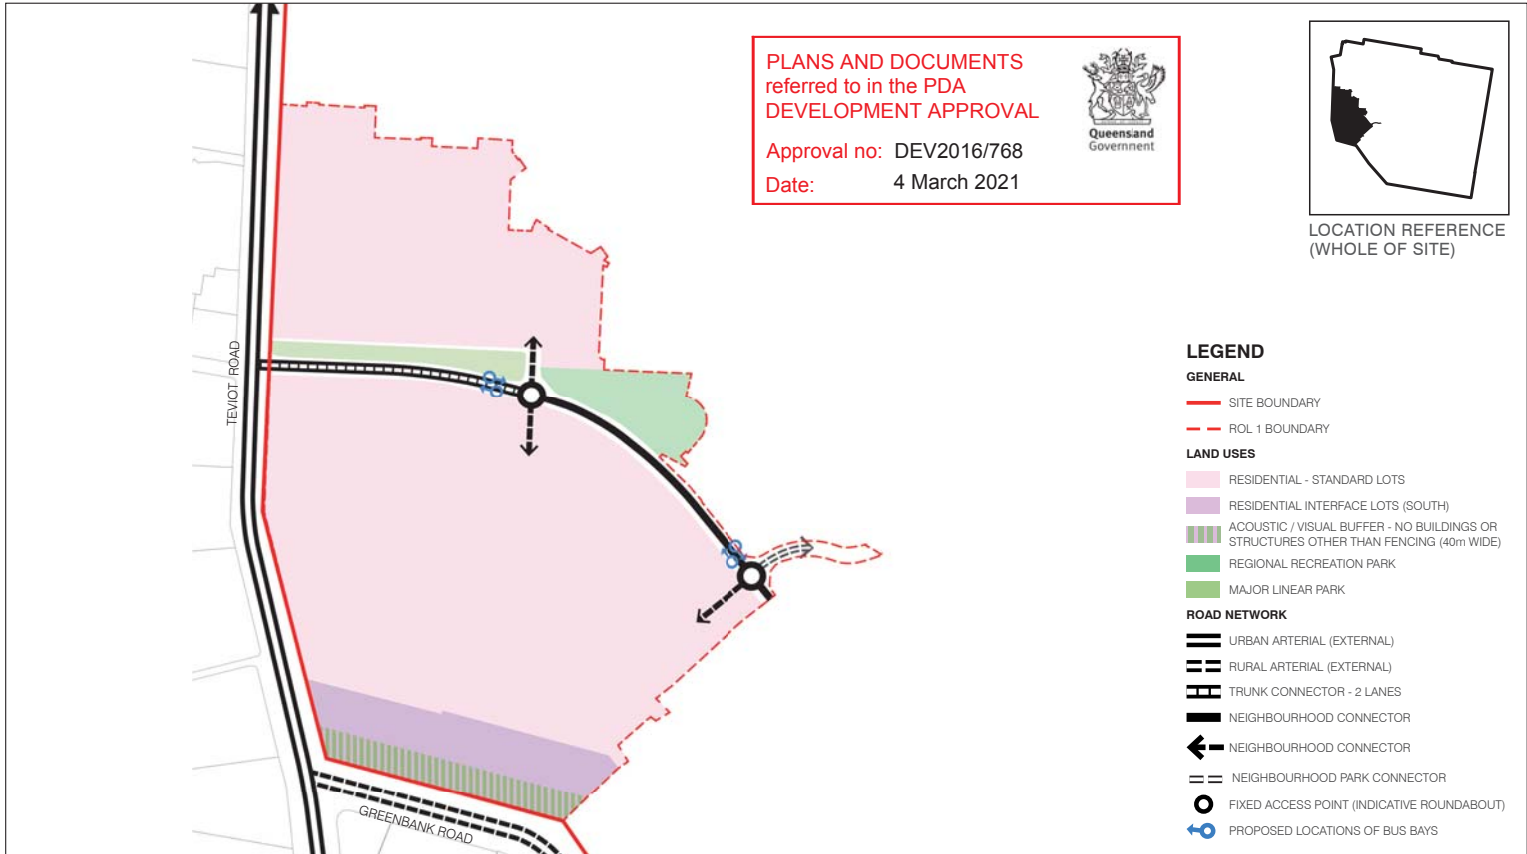 PLANS AND DOCUMENTS
referred to in the PDA
DEVELOPMENT APPROVAL
Approval no: DEV2016/768
Date: 4 March 2021
Queensland
Government
LOCATION REFERENCE
(WHOLE OF SITE)
TEVIOT ROAD
GREENBANK ROAD
LEGEND
GENERAL
SITE BOUNDARY
ROL 1 BOUNDARY
LAND USES
RESIDENTIAL - STANDARD LOTS
RESIDENTIAL INTERFACE LOTS (SOUTH)
ACOUSTIC / VISUAL BUFFER - NO BUILDINGS OR
STRUCTURES OTHER THAN FENCING (40m WIDE)
REGIONAL RECREATION PARK
MAJOR LINEAR PARK
ROAD NETWORK
URBAN ARTERIAL (EXTERNAL)
RURAL ARTERIAL (EXTERNAL)
TRUNK CONNECTOR - 2 LANES
NEIGHBOURHOOD CONNECTOR
NEIGHBOURHOOD CONNECTOR
NEIGHBOURHOOD PARK CONNECTOR
FIXED ACCESS POINT (INDICATIVE ROUNDABOUT)
PROPOSED LOCATIONS OF BUS BAYS